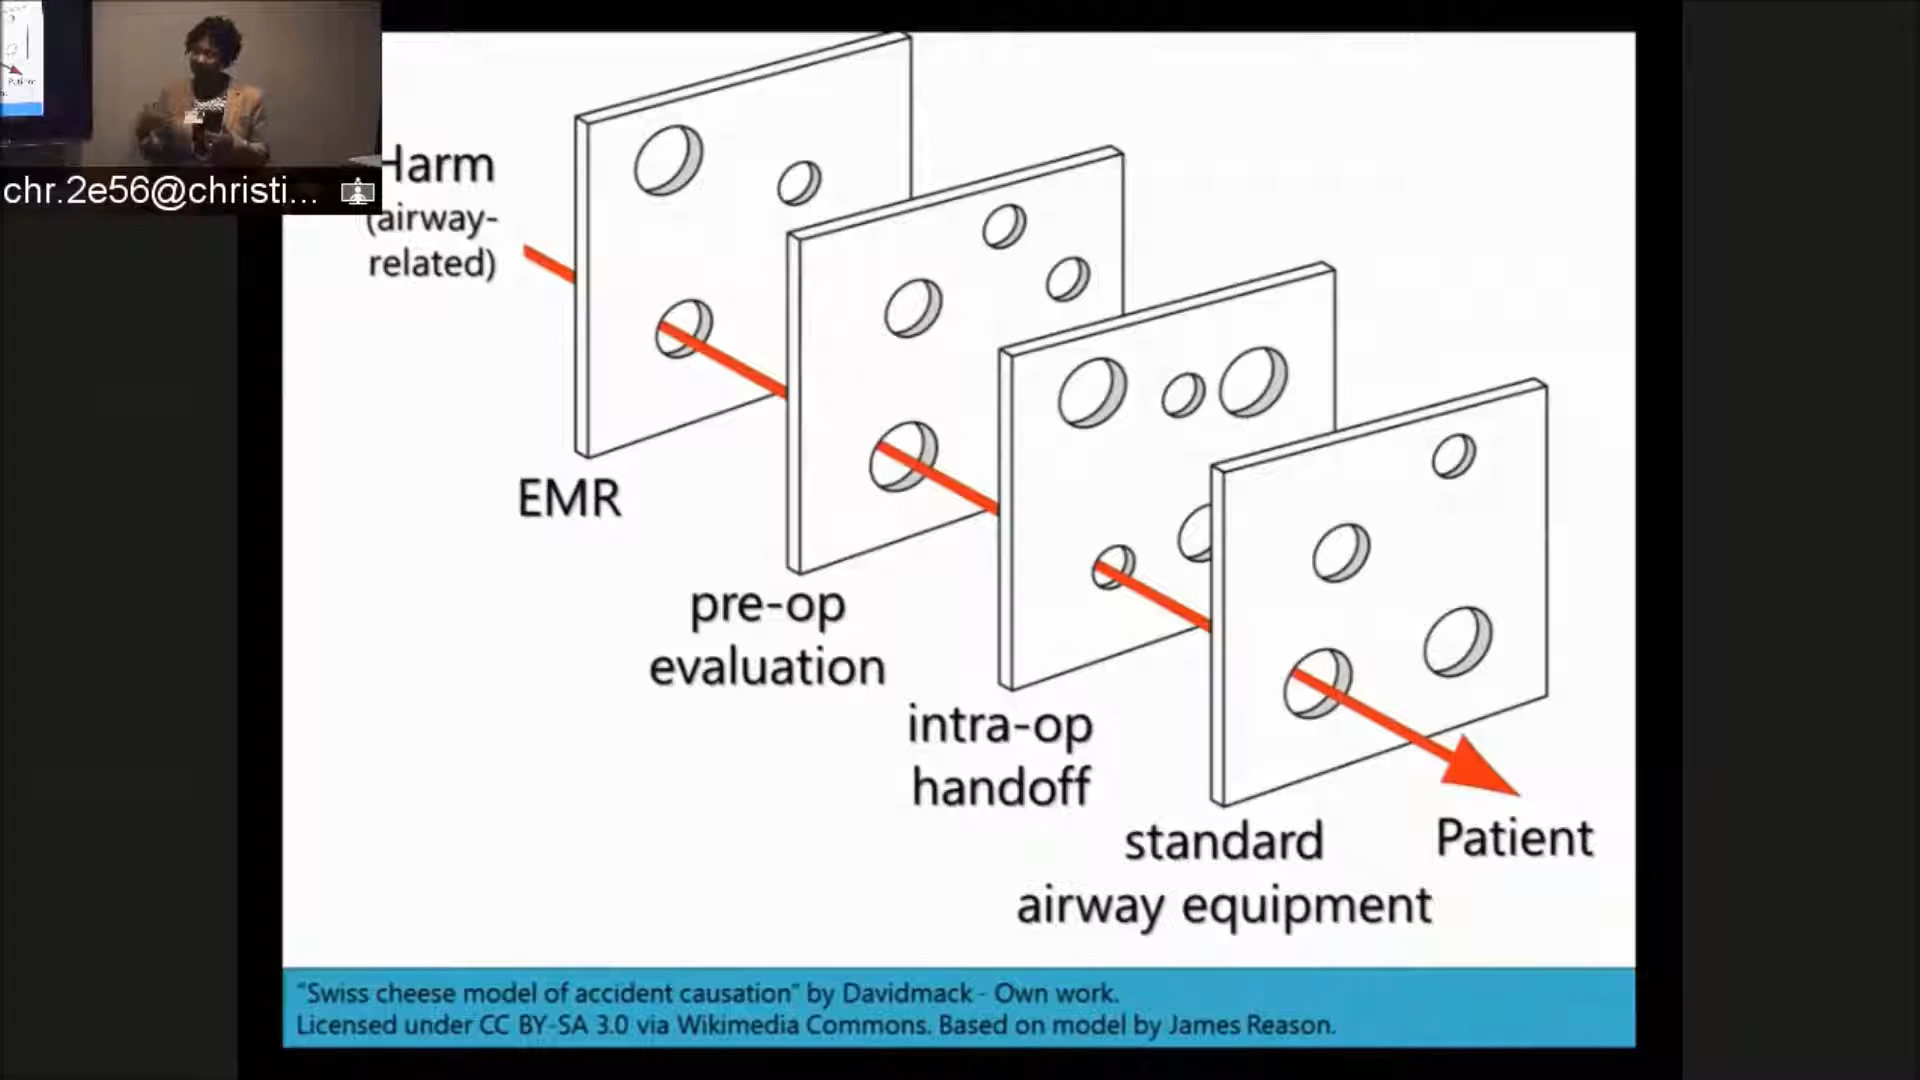 chr.2e56@christi...
Harm
(airway-
related)
EMR
pre-op
evaluation
intra-op
handoff
standard
airway equipment
Patient
"Swiss cheese model of accident causation" by Davidmack - Own work.
Licensed under CC BY-SA 3.0 via Wikimedia Commons. Based on model by James Reason.